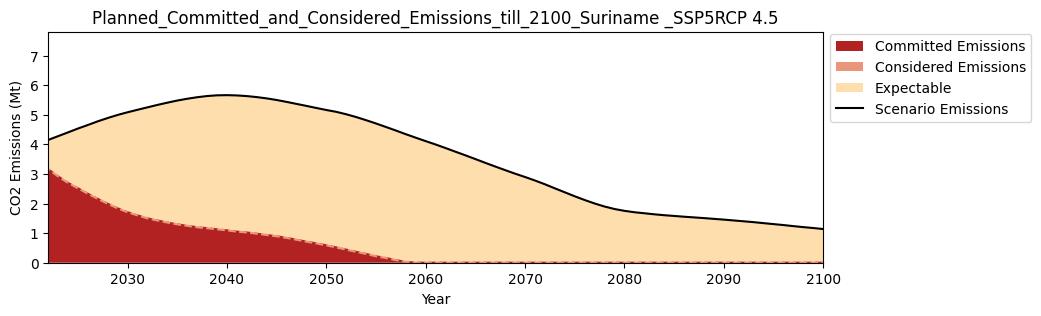 Planned_Committed_and_Considered_Emissions_till_2100_Suriname _SSP5RCP 4.5
CO2 Emissions (Mt)
7
6
5
4
3
2
1
0
2030 2040 2050 2060 2070 2080 2090 2100
Year
Committed Emissions
Considered Emissions
Expectable
Scenario Emissions